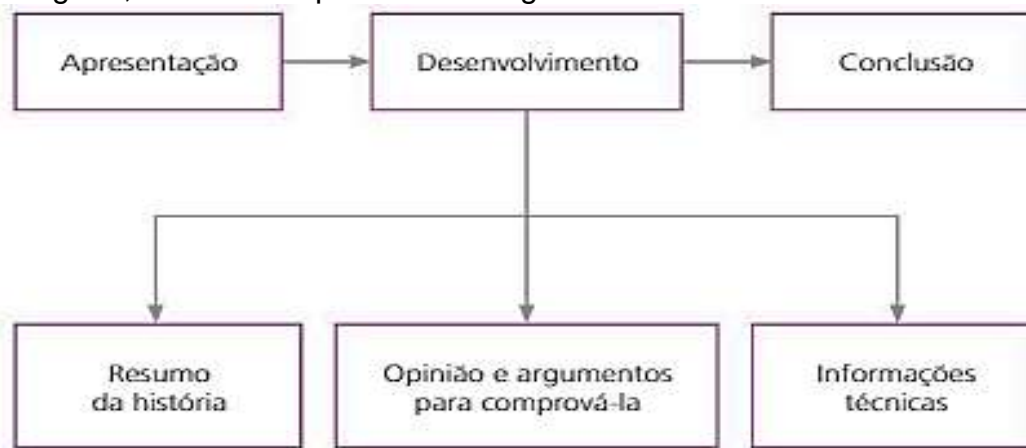 Apresentação
Desenvolvimento
Conclusão
Resumo
da história
Opinião e argumentos
para comprová-la
Informações
técnicas